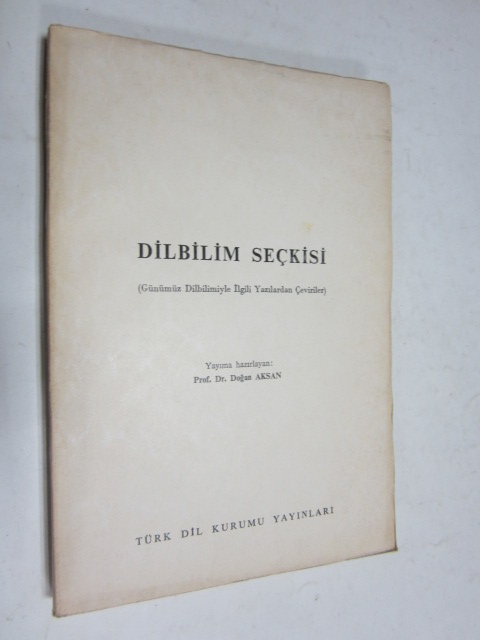 DİLBİLİM SEÇKİSİ
(Günümüz Dilbilimiyle İlgili Yazılardan Çeviriler)
Yayıma hazırlayan:
Prof. Dr. Doğan AKSAN
TÜRK DİL KURUMU YAYINLARI